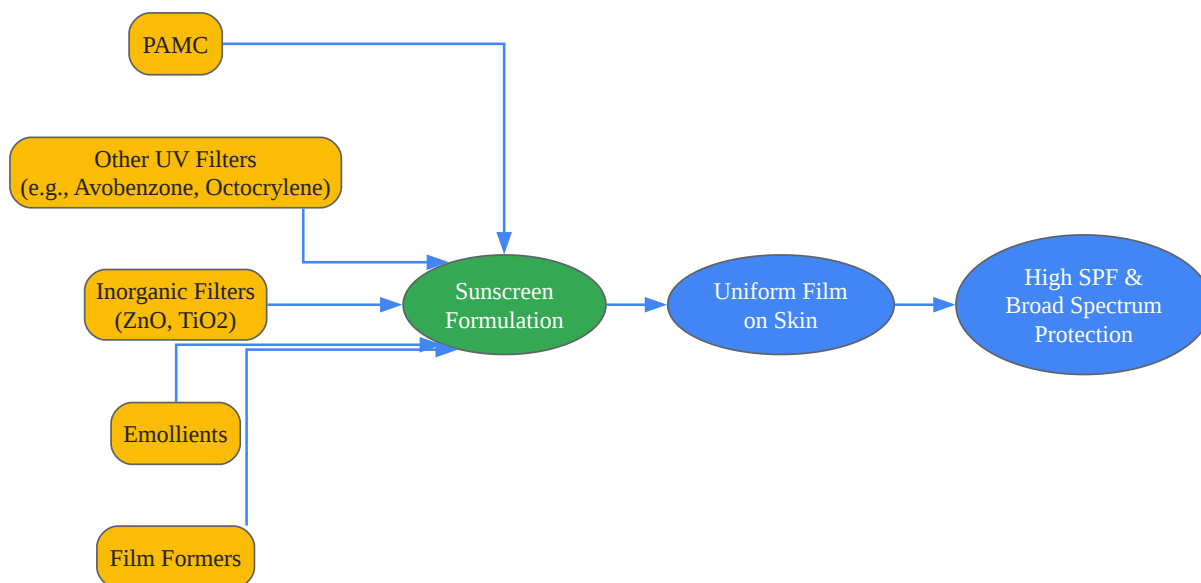 PAMC
Other UV Filters
(e.g., Avobenzone, Octocrylene)
Inorganic Filters
(ZnO, TiO2)
Emollients
Film Formers
Sunscreen
Formulation
Uniform Film
on Skin
High SPF &
Broad Spectrum
Protection